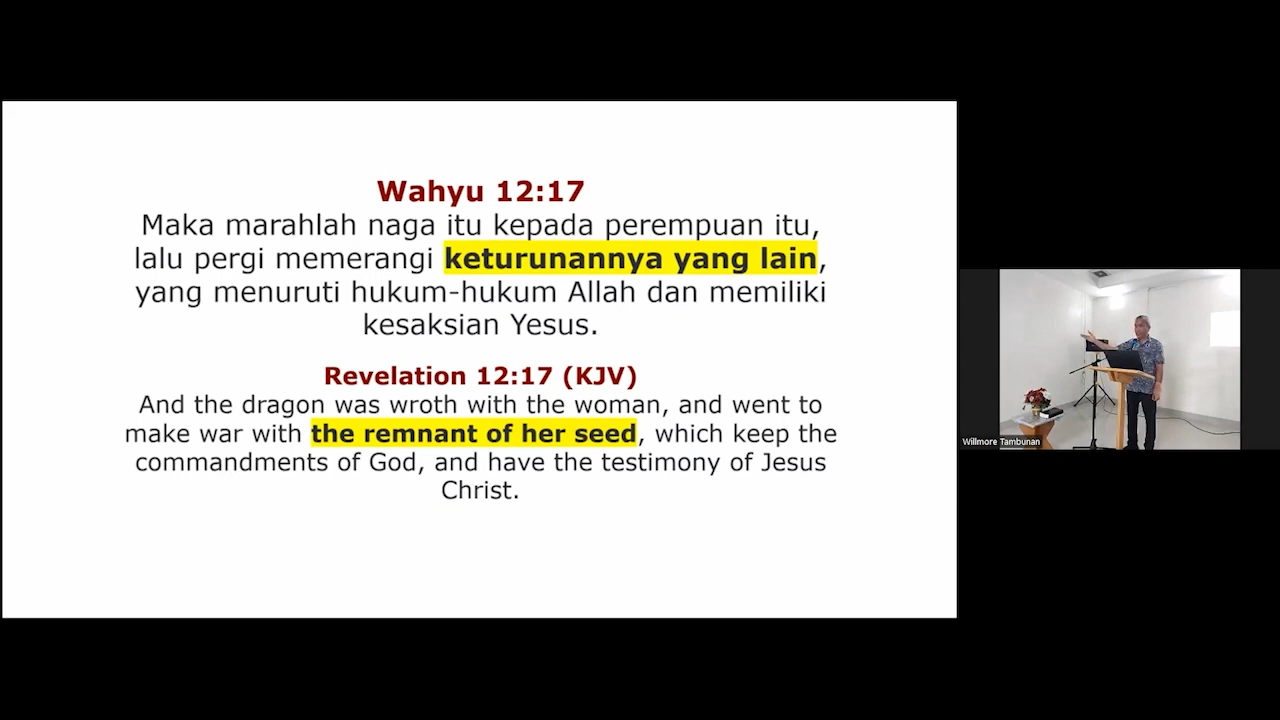 Wahyu 12:17
Maka marahlah naga itu kepada perempuan itu,
lalu pergi memerangi keturunannya yang lain,
yang menuruti hukum-hukum Allah dan memiliki
kesaksian Yesus.
Revelation 12:17 (KJV)
And the dragon was wroth with the woman, and went to
make war with the remnant of her seed, which keep the
commandments of God, and have the testimony of Jesus
Christ.
Willmore Tambunan